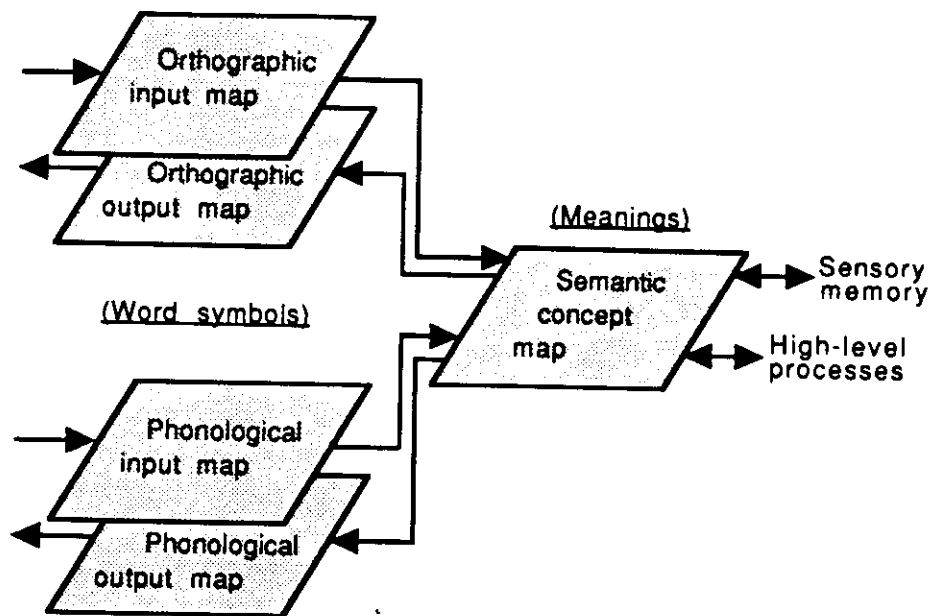 Orthographic
input map
Orthographic
output map
(Meanings)
Semantic
concept
map
Sensory
memory
High-level
processes
(Word symbols)
Phonological
input map
Phonological
output map